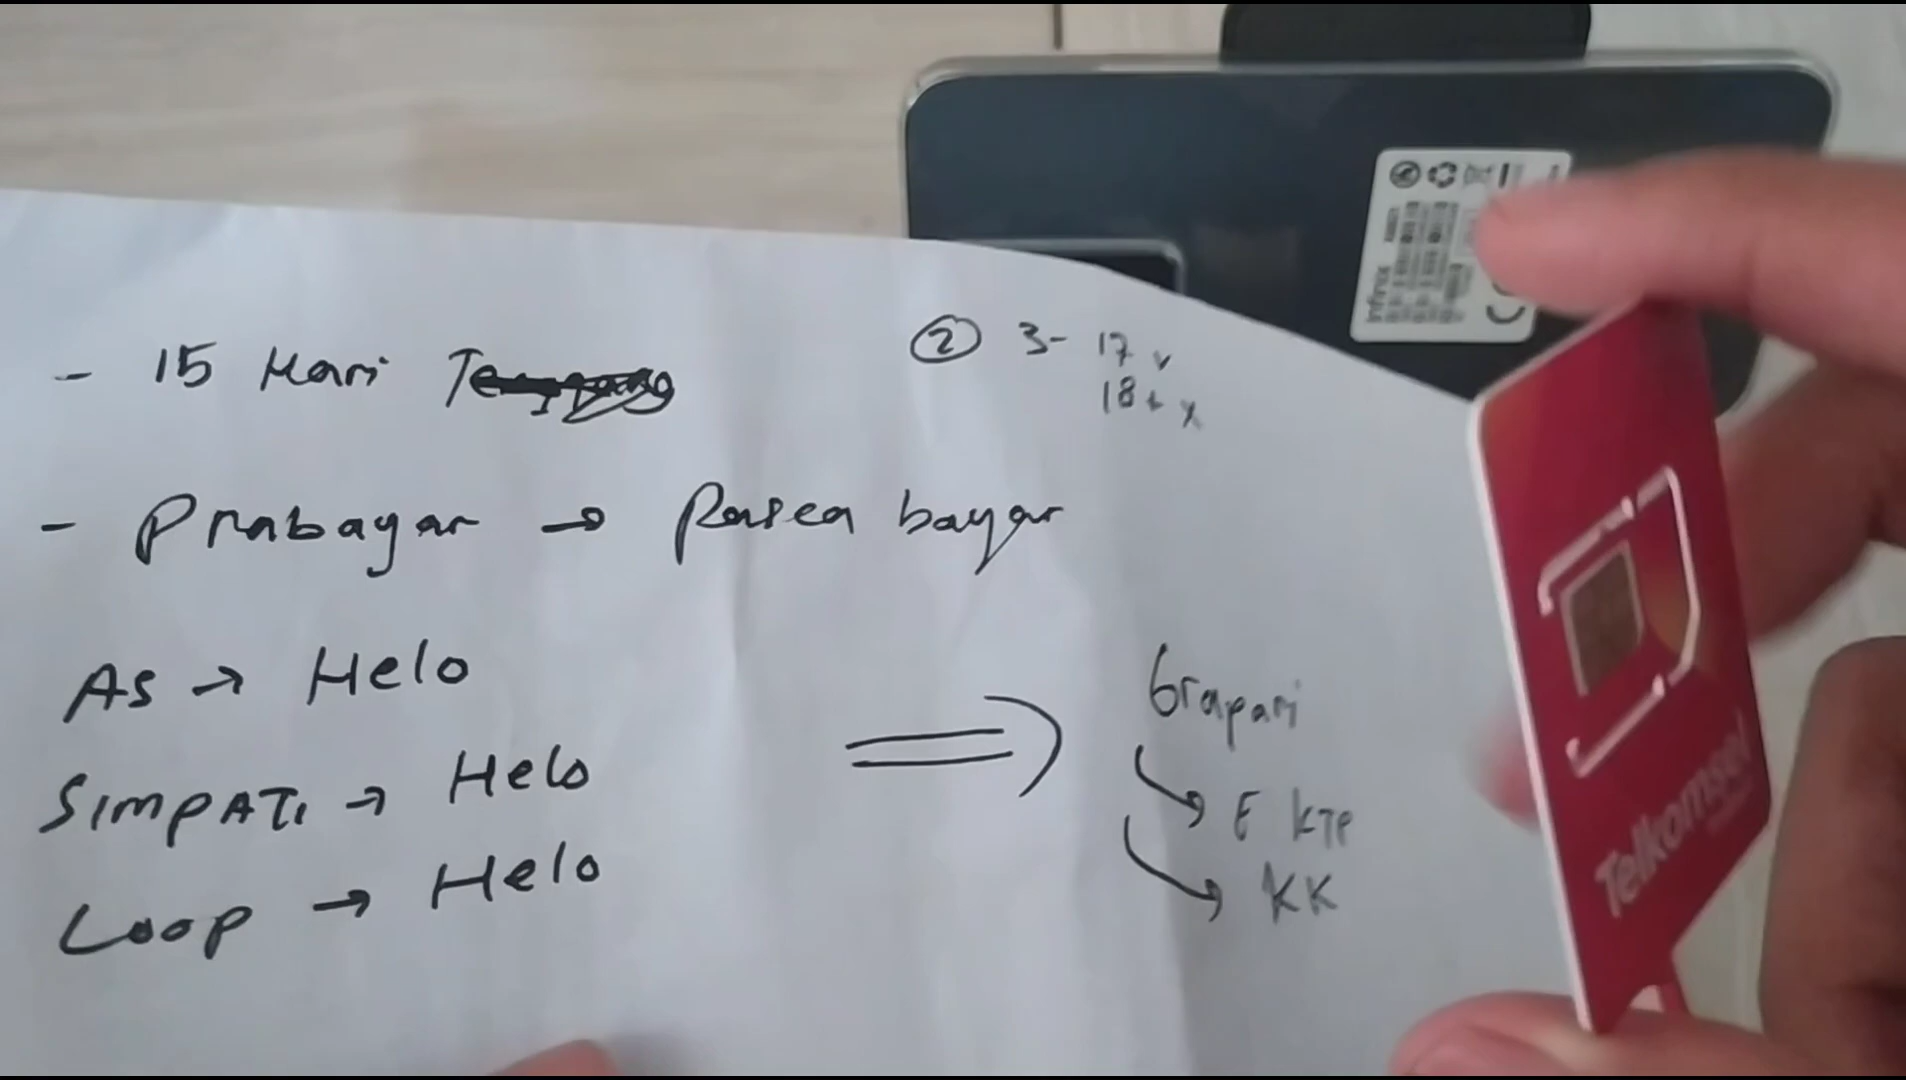 - 15 Hari
② 3- 17 v
18+ x
- Prabayar → Pasca bayar
AS → Helo
SIMPATI → Helo
Loop → Helo
Grapari
E KTP
KK
Telkomsel